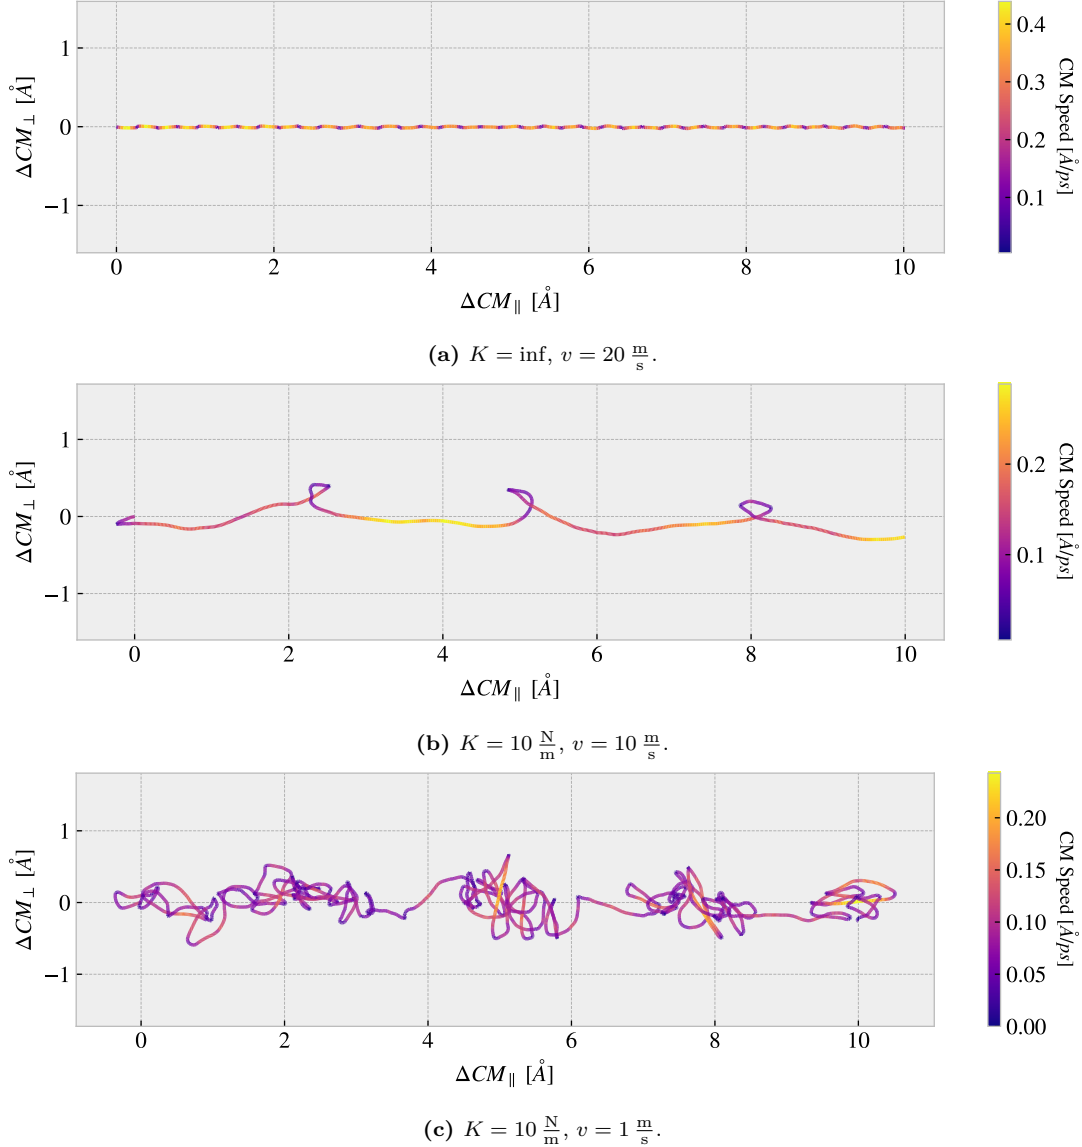 1
0
−1
ΔCM⊥ [Å]
0 2 4 6 8 10
ΔCM∥ [Å]
0.4
0.3
0.2
0.1
CM Speed [Å/ps]
(a) K = inf, v = 20 m/s.
1
0
−1
ΔCM⊥ [Å]
0 2 4 6 8 10
ΔCM∥ [Å]
0.2
0.1
CM Speed [Å/ps]
(b) K = 10 N/m, v = 10 m/s.
1
0
−1
ΔCM⊥ [Å]
0 2 4 6 8 10
ΔCM∥ [Å]
0.20
0.15
0.10
0.05
0.00
CM Speed [Å/ps]
(c) K = 10 N/m, v = 1 m/s.